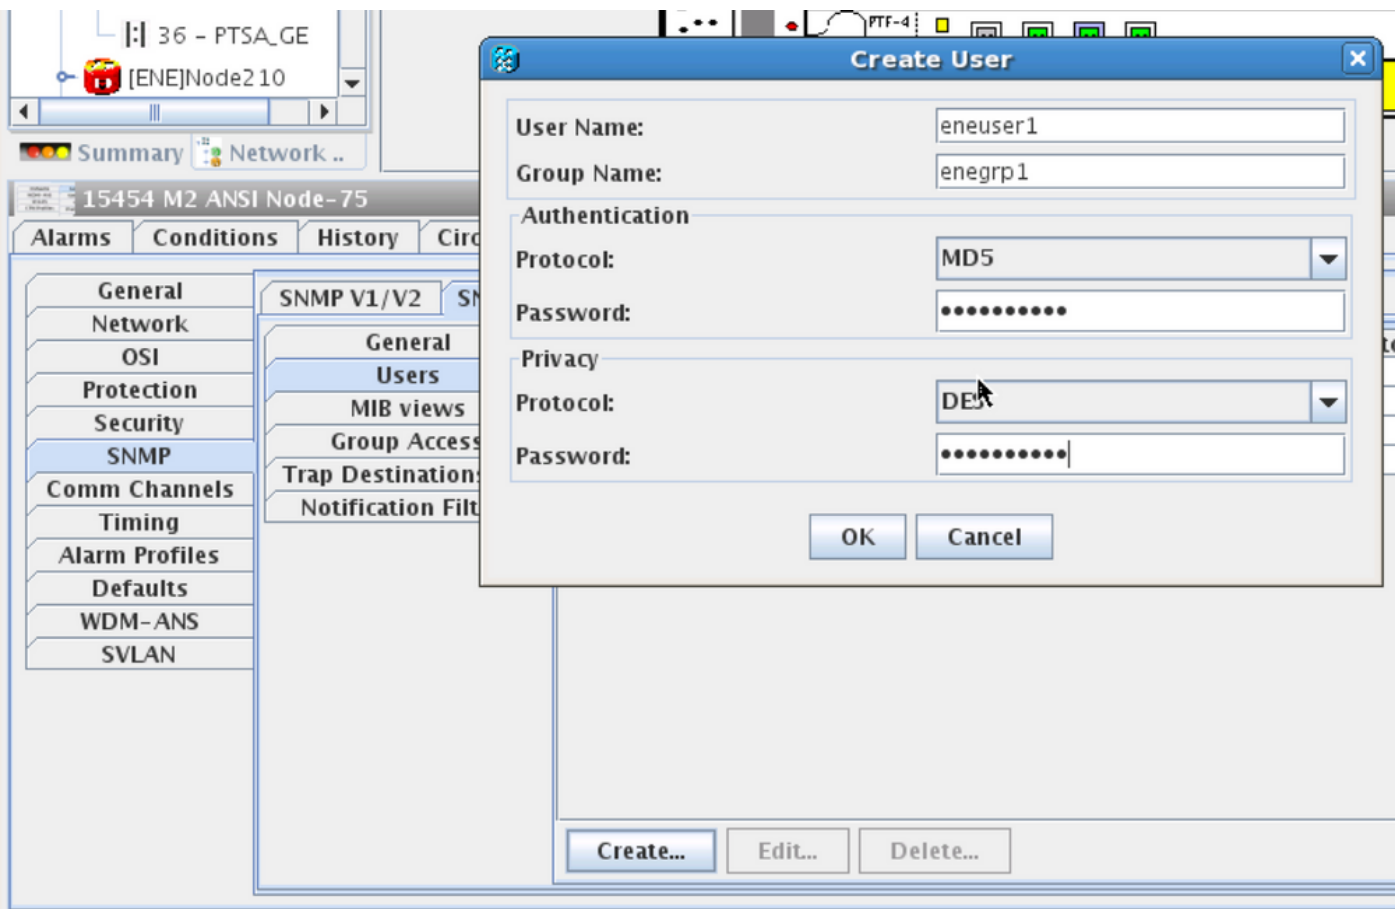 36 - PTSA_GE
[ENE]Node210
Summary
Network ..
PTF-4
15454 M2 ANSI Node-75
Alarms
Conditions
History
General
Network
OSI
Protection
Security
SNMP
Comm Channels
Timing
Alarm Profiles
Defaults
WDM-ANS
SVLAN
SNMP V1/V2
General
Users
MIB views
Group Access
Trap Destination
Notification
Create User
User Name: eneuser1
Group Name: enegrp1
Authentication
Protocol: MD5
Password: ••••••••••
Privacy
Protocol: DES
Password: ••••••••••
OK
Cancel
Create...
Edit...
Delete...